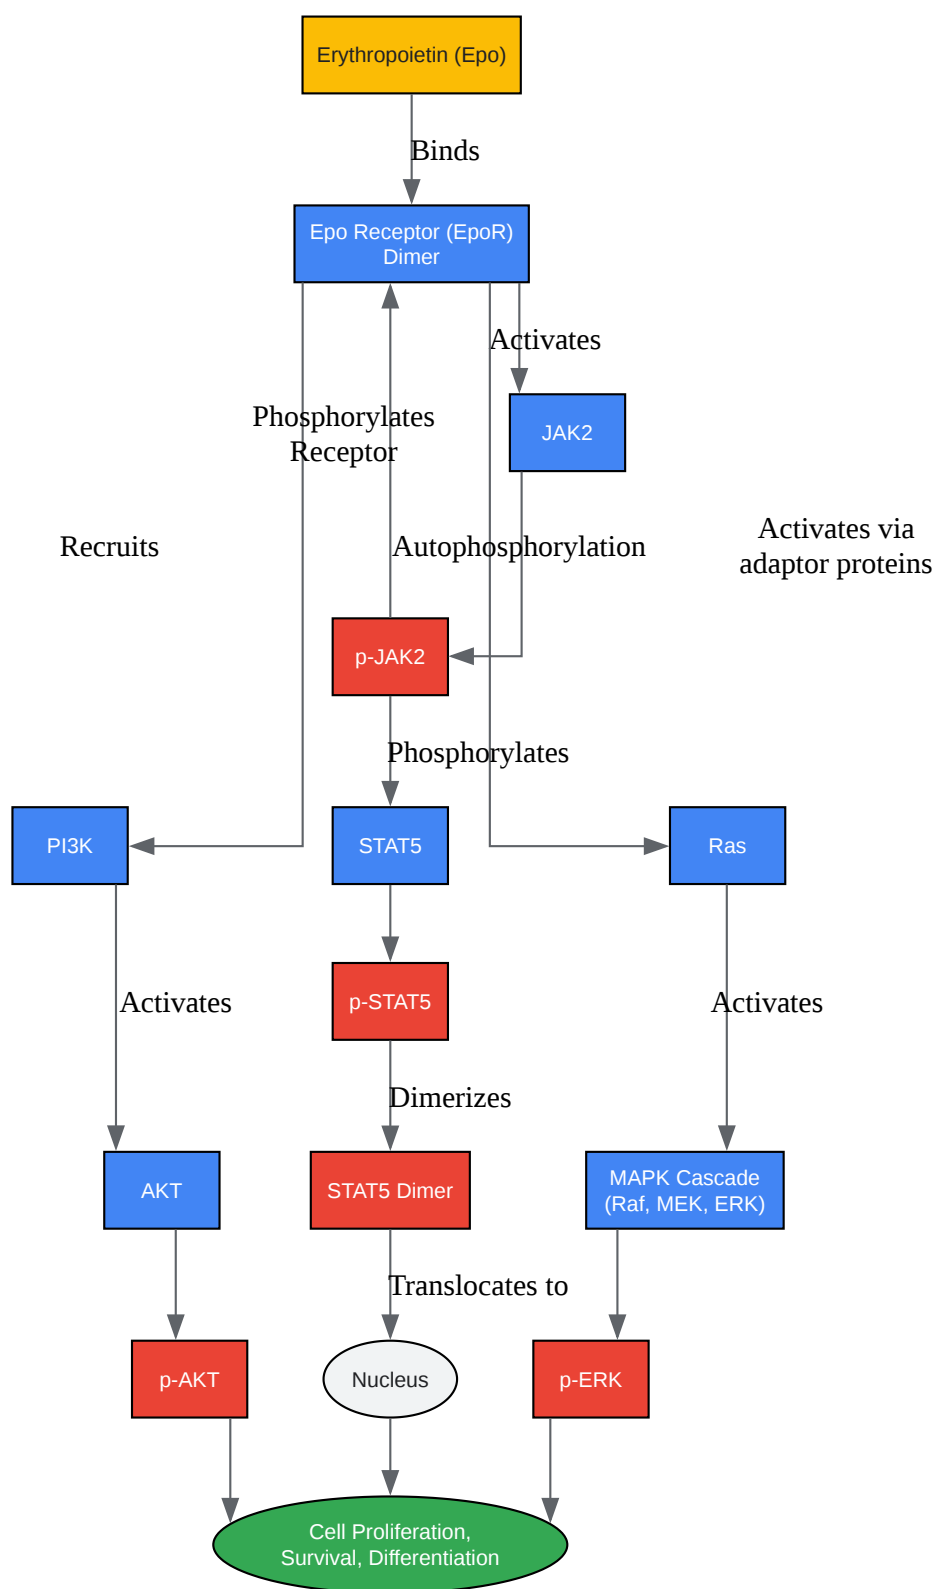 Erythropoietin (Epo)
Binds
Epo Receptor (EpoR)
Dimer
Activates
Phosphorylates
Receptor
JAK2
Recruits
Autophosphorylation
Activates via
adaptor proteins
p-JAK2
Phosphorylates
PI3K
STAT5
Ras
p-STAT5
Activates
Activates
Dimerizes
AKT
STAT5 Dimer
MAPK Cascade
(Raf, MEK, ERK)
Translocates to
p-AKT
Nucleus
p-ERK
Cell Proliferation,
Survival, Differentiation